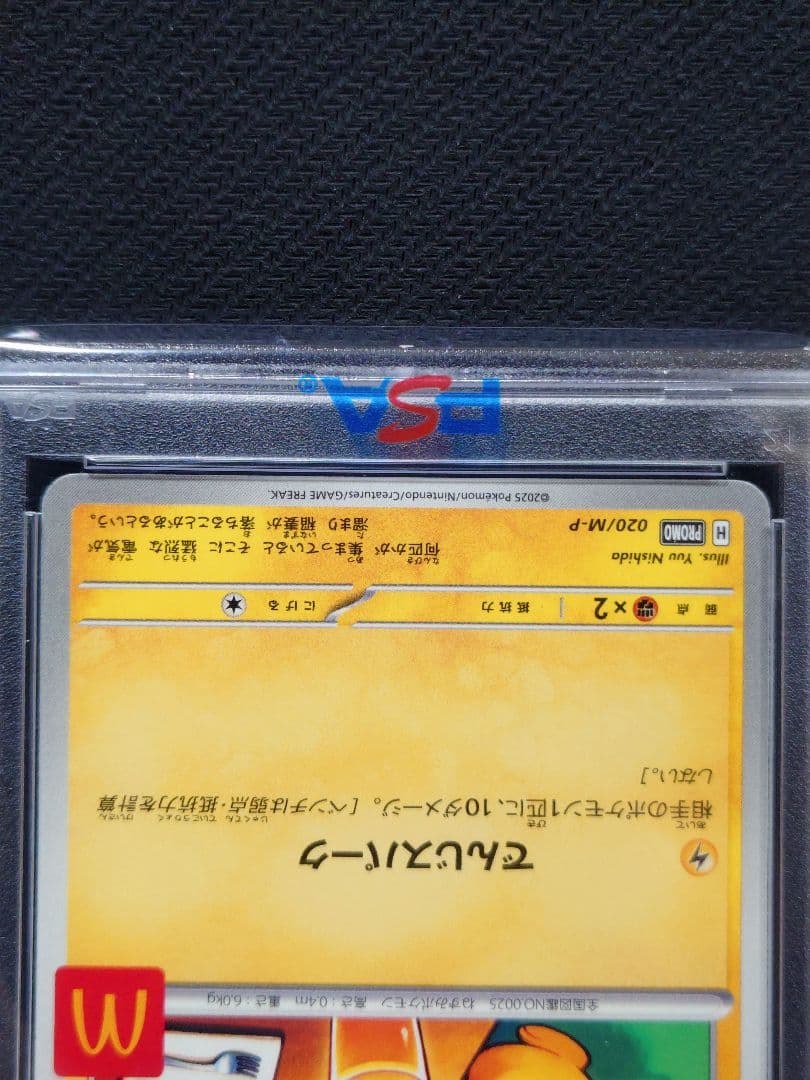 全国図鑑NO.0025 ねずみポケモン 高さ:0.4m 重さ:6.0kg
でんじスパーク
相手のポケモン1匹に、10ダメージ。[ベンチは弱点・抵抗力を計算
しない。]
弱点 ×2 抵抗力 にげる
Illus. Yuu Nishida
H PROMO 020/M-P
何匹かが 集まっていると そこに 猛烈な 電気が
溜まり 稲妻が 落ちることがあるという。
©2025 Pokémon/Nintendo/Creatures/GAME FREAK.
PSA®
PSA